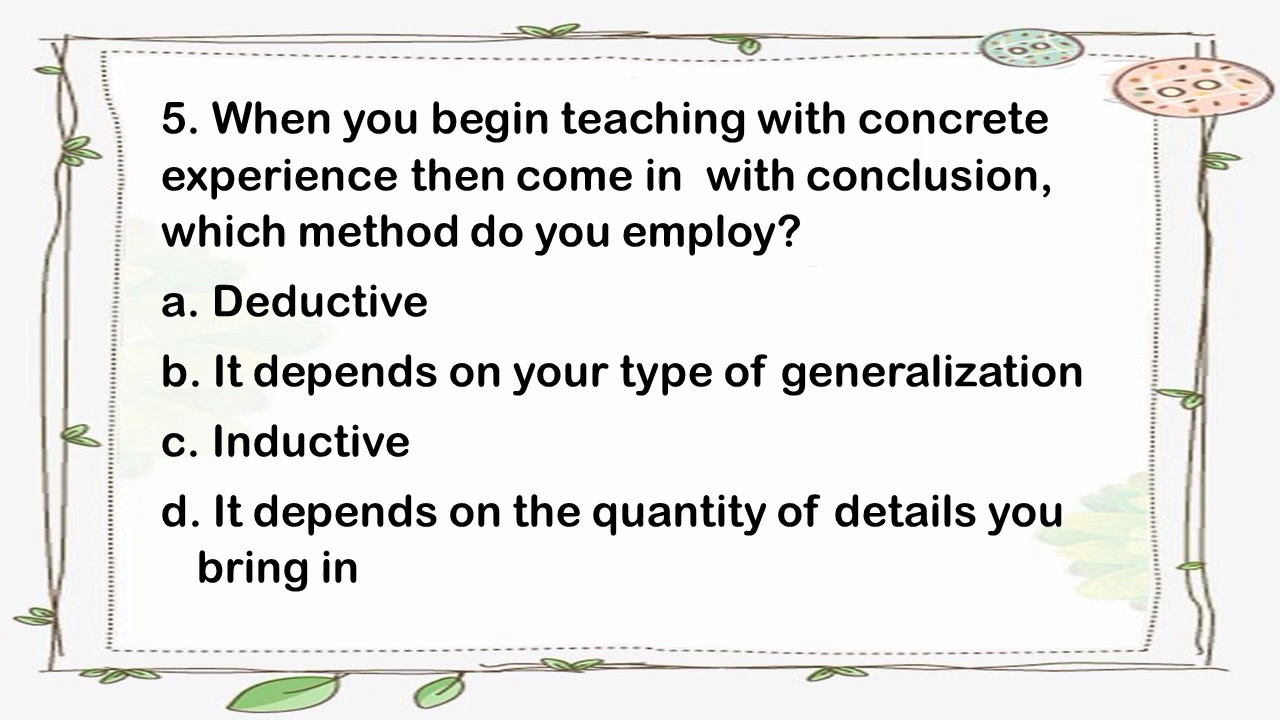 5. When you begin teaching with concrete
experience then come in  with conclusion,
which method do you employ?
a. Deductive
b. It depends on your type of generalization
c. Inductive
d. It depends on the quantity of details you
bring in